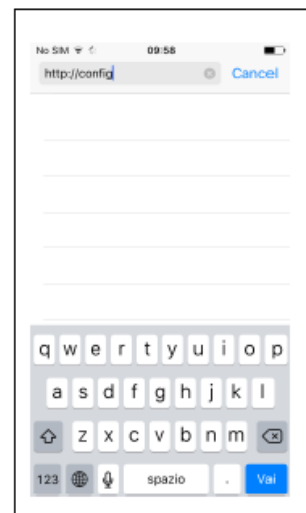 No SIM 09:58
http://config Cancel
q w e r t y u i o p
a s d f g h j k l
z x c v b n m
123 spazio . Vai